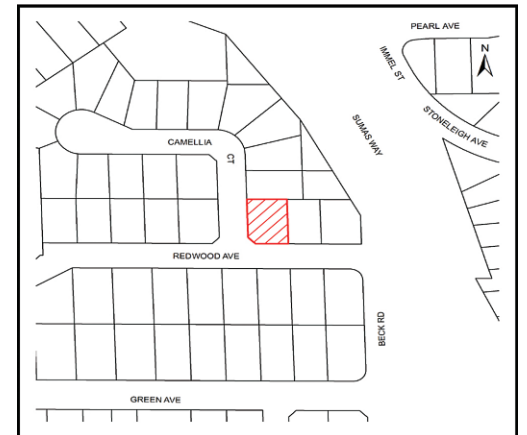 PEARL AVE
IMMEL ST
N
STONELEIGH AVE
SUMAS WAY
CAMELLIA
CT
REDWOOD AVE
BECK RD
GREEN AVE